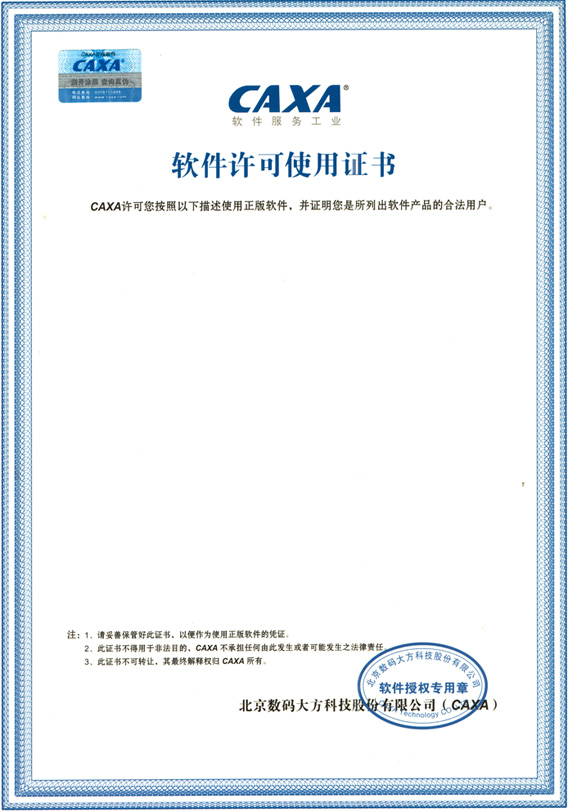 CAXA正版软件
CAXA®
刮开涂层 查询真伪
CAXA®
软件服务工业
软件许可使用证书
CAXA许可您按照以下描述使用正版软件，并证明您是所列出软件产品的合法用户。
注：1、请妥善保管好此证书，以便作为使用正版软件的凭证。
2、此证书不得用于非法目的，CAXA 不承担任何由此发生或者可能发生之法律责任。
3、此证书不可转让，其最终解释权归 CAXA 所有。
北京数码大方科技股份有限公司
软件授权专用章
CAXA Technology CO.
北京数码大方科技股份有限公司（CAXA）